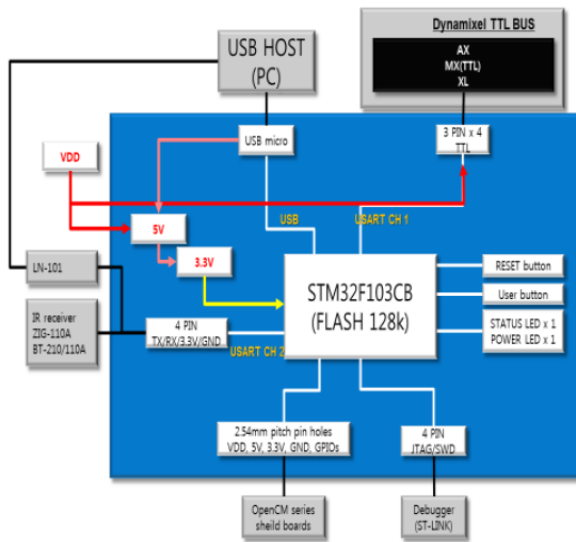 Dynamixel TTL BUS
AX
MX(TTL)
XL
USB HOST
(PC)
3 PIN x 4
TTL
USB micro
VDD
USB
USART CH 1
5V
3.3V
LN-101
STM32F103CB
(FLASH 128k)
RESET button
User button
STATUS LED x 1
POWER LED x 1
IR receiver
ZIG-110A
BT-210/110A
4 PIN
TX/RX/3.3V/GND
USART CH 2
2.54mm pitch pin holes
VDD, 5V, 3.3V, GND, GPIOs
4 PIN
JTAG/SWD
OpenCM series
sheild boards
Debugger
(ST-LINK)